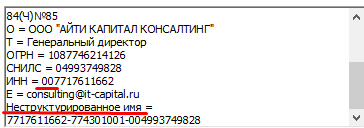 84(Ч)№85
O = ООО "АЙТИ КАПИТАЛ КОНСАЛТИНГ"
T = Генеральный директор
ОГРН = 1087746214126
СНИЛС = 04993749828
ИНН = 007717611662
E = consulting@it-capital.ru
Неструктурированное имя =
7717611662-774301001-004993749828